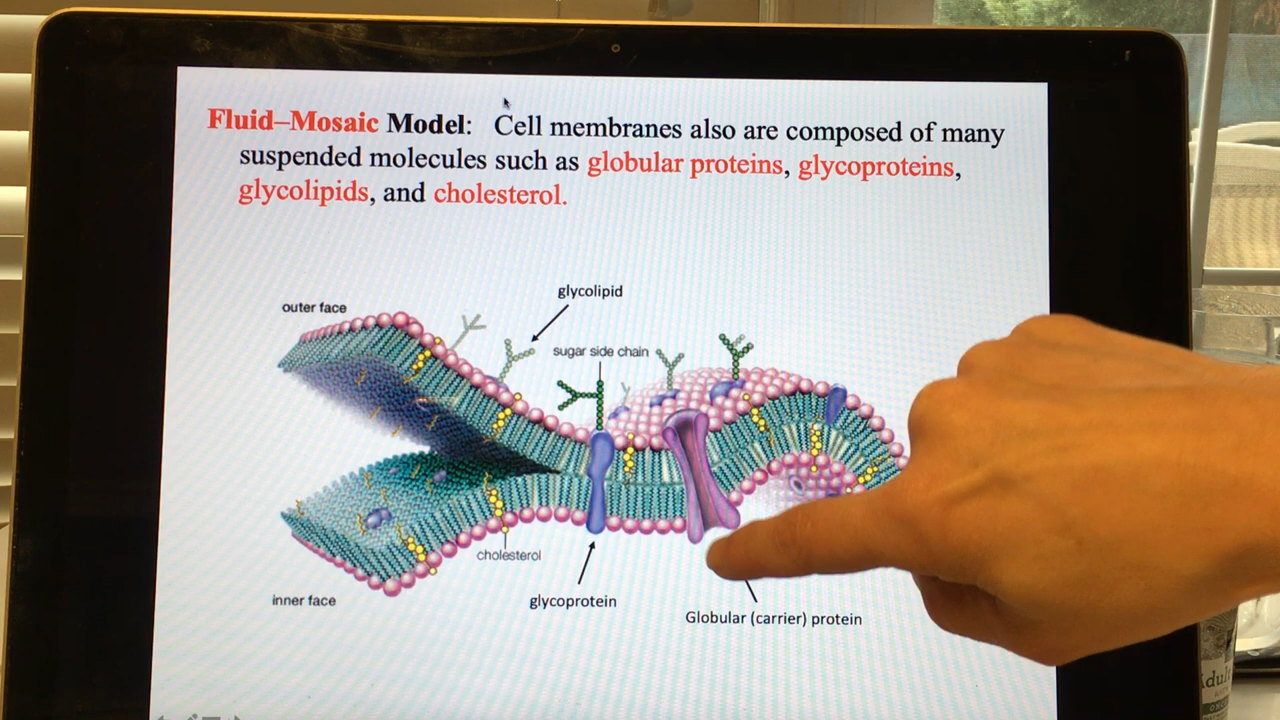 Fluid–Mosaic Model: Cell membranes also are composed of many
suspended molecules such as globular proteins, glycoproteins,
glycolipids, and cholesterol.
glycolipid
outer face
sugar side chain
cholesterol
inner face
glycoprotein
Globular (carrier) protein